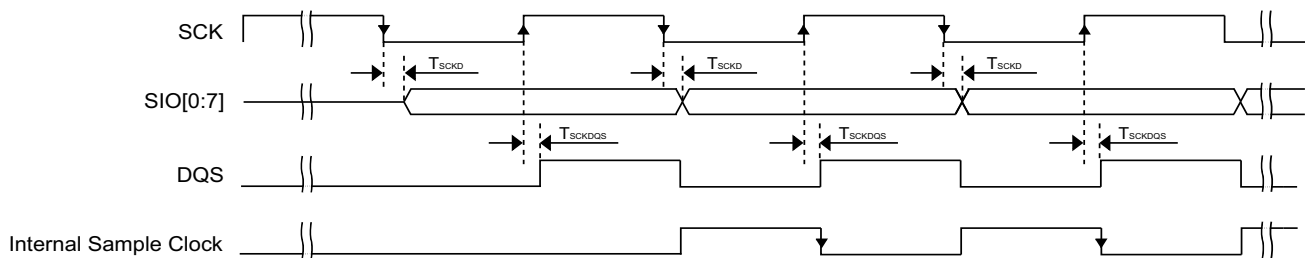 SCK
TSCKD TSCKD TSCKD
SIO[0:7]
TSCKDQS TSCKDQS TSCKDQS
DQS
Internal Sample Clock